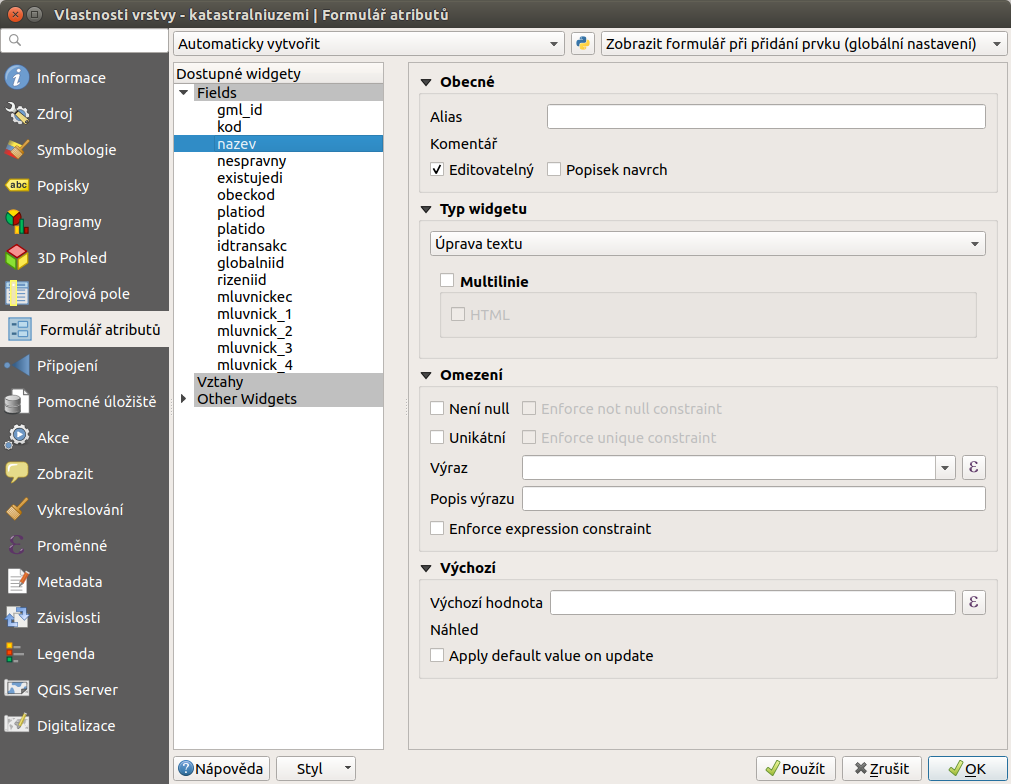 Vlastnosti vrstvy - katastralniuzemi | Formulář atributů
Automaticky vytvořit
Zobrazit formulář při přidání prvku (globální nastavení)
Informace
Zdroj
Symbologie
abc
Popisky
Diagramy
3D Pohled
Zdrojová pole
Formulář atributů
Připojení
Pomocné úložiště
Akce
Zobrazit
Vykreslování
Proměnné
Metadata
Závislosti
Legenda
QGIS Server
Digitalizace
Dostupné widgety
Fields
gml_id
kod
nazev
nespravny
existujedi
obeckod
platiod
platido
idtransakc
globalniid
rizeniid
mluvnickec
mluvnick_1
mluvnick_2
mluvnick_3
mluvnick_4
Vztahy
Other Widgets
Obecné
Alias
Komentář
Editovatelný Popisek navrch
Typ widgetu
Úprava textu
Multilinie
HTML
Omezení
Není null Enforce not null constraint
Unikátní Enforce unique constraint
Výraz ε
Popis výrazu
Enforce expression constraint
Výchozí
Výchozí hodnota ε
Náhled
Apply default value on update
Nápověda Styl Použít Zrušit OK